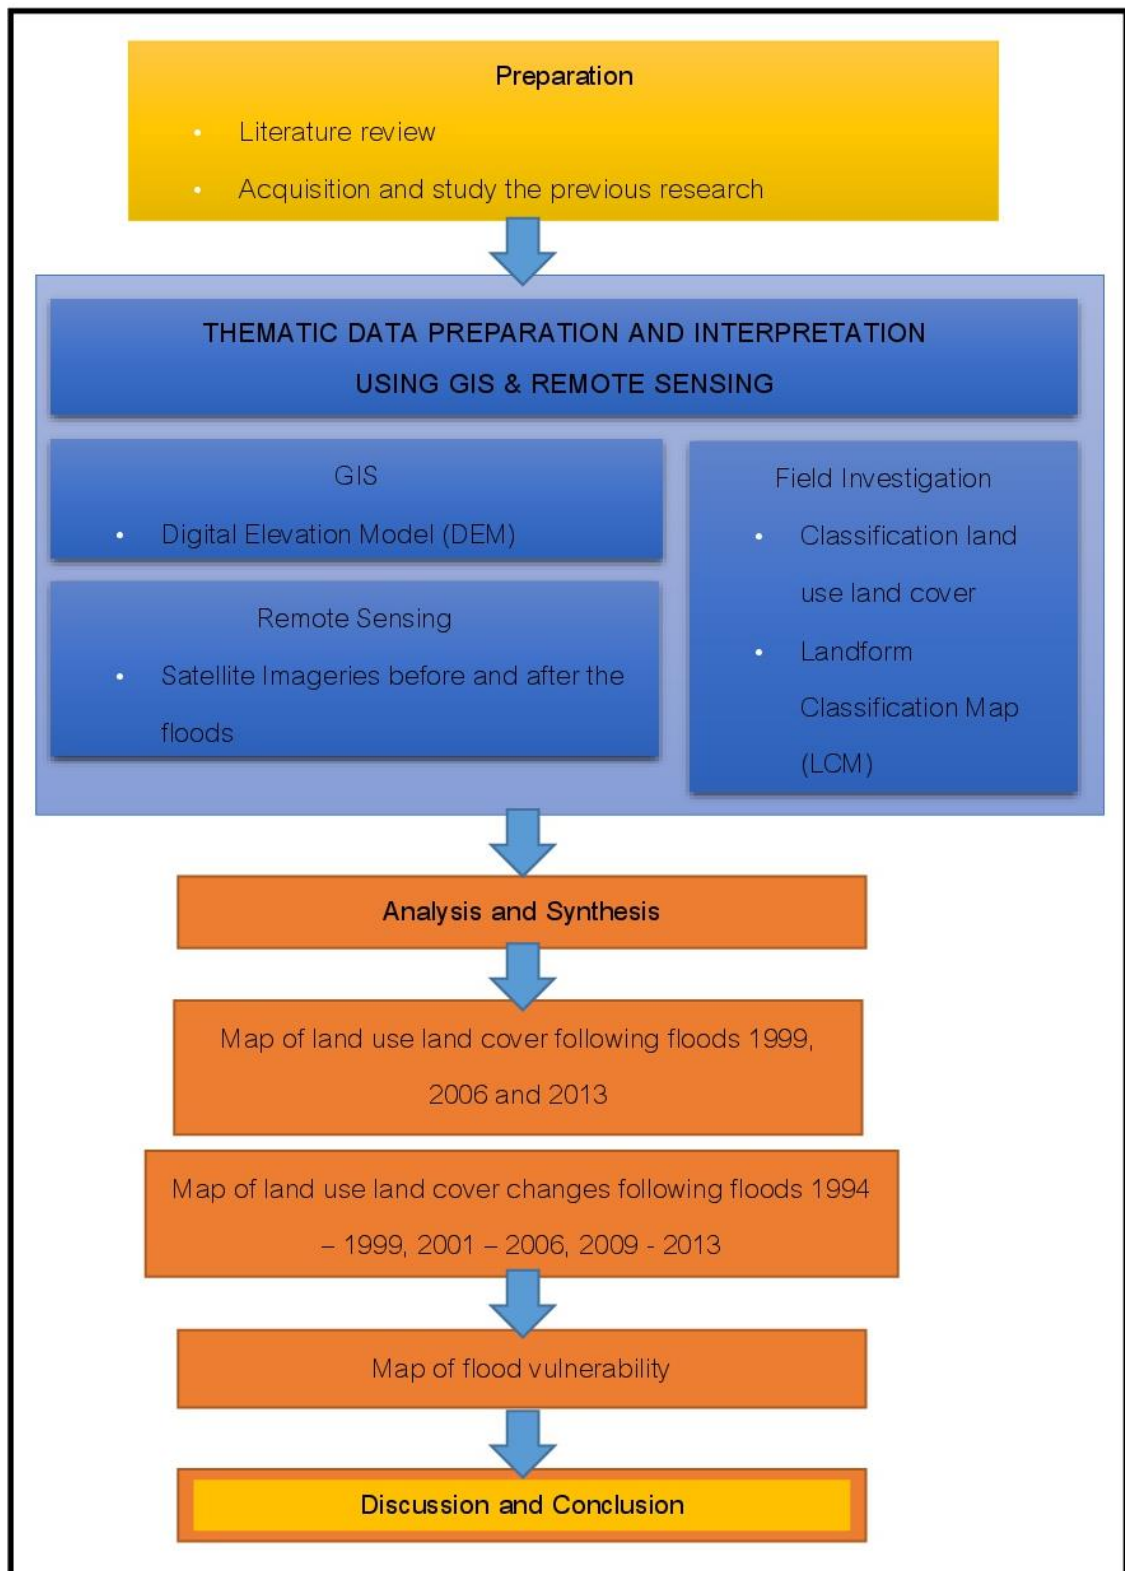 Preparation
• Literature review
• Acquisition and study the previous research
THEMATIC DATA PREPARATION AND INTERPRETATION
USING GIS & REMOTE SENSING
GIS
• Digital Elevation Model (DEM)
Remote Sensing
• Satellite Imageries before and after the
floods
Field Investigation
• Classification land
use land cover
• Landform
Classification Map
(LCM)
Analysis and Synthesis
Map of land use land cover following floods 1999,
2006 and 2013
Map of land use land cover changes following floods 1994
– 1999, 2001 – 2006, 2009 - 2013
Map of flood vulnerability
Discussion and Conclusion